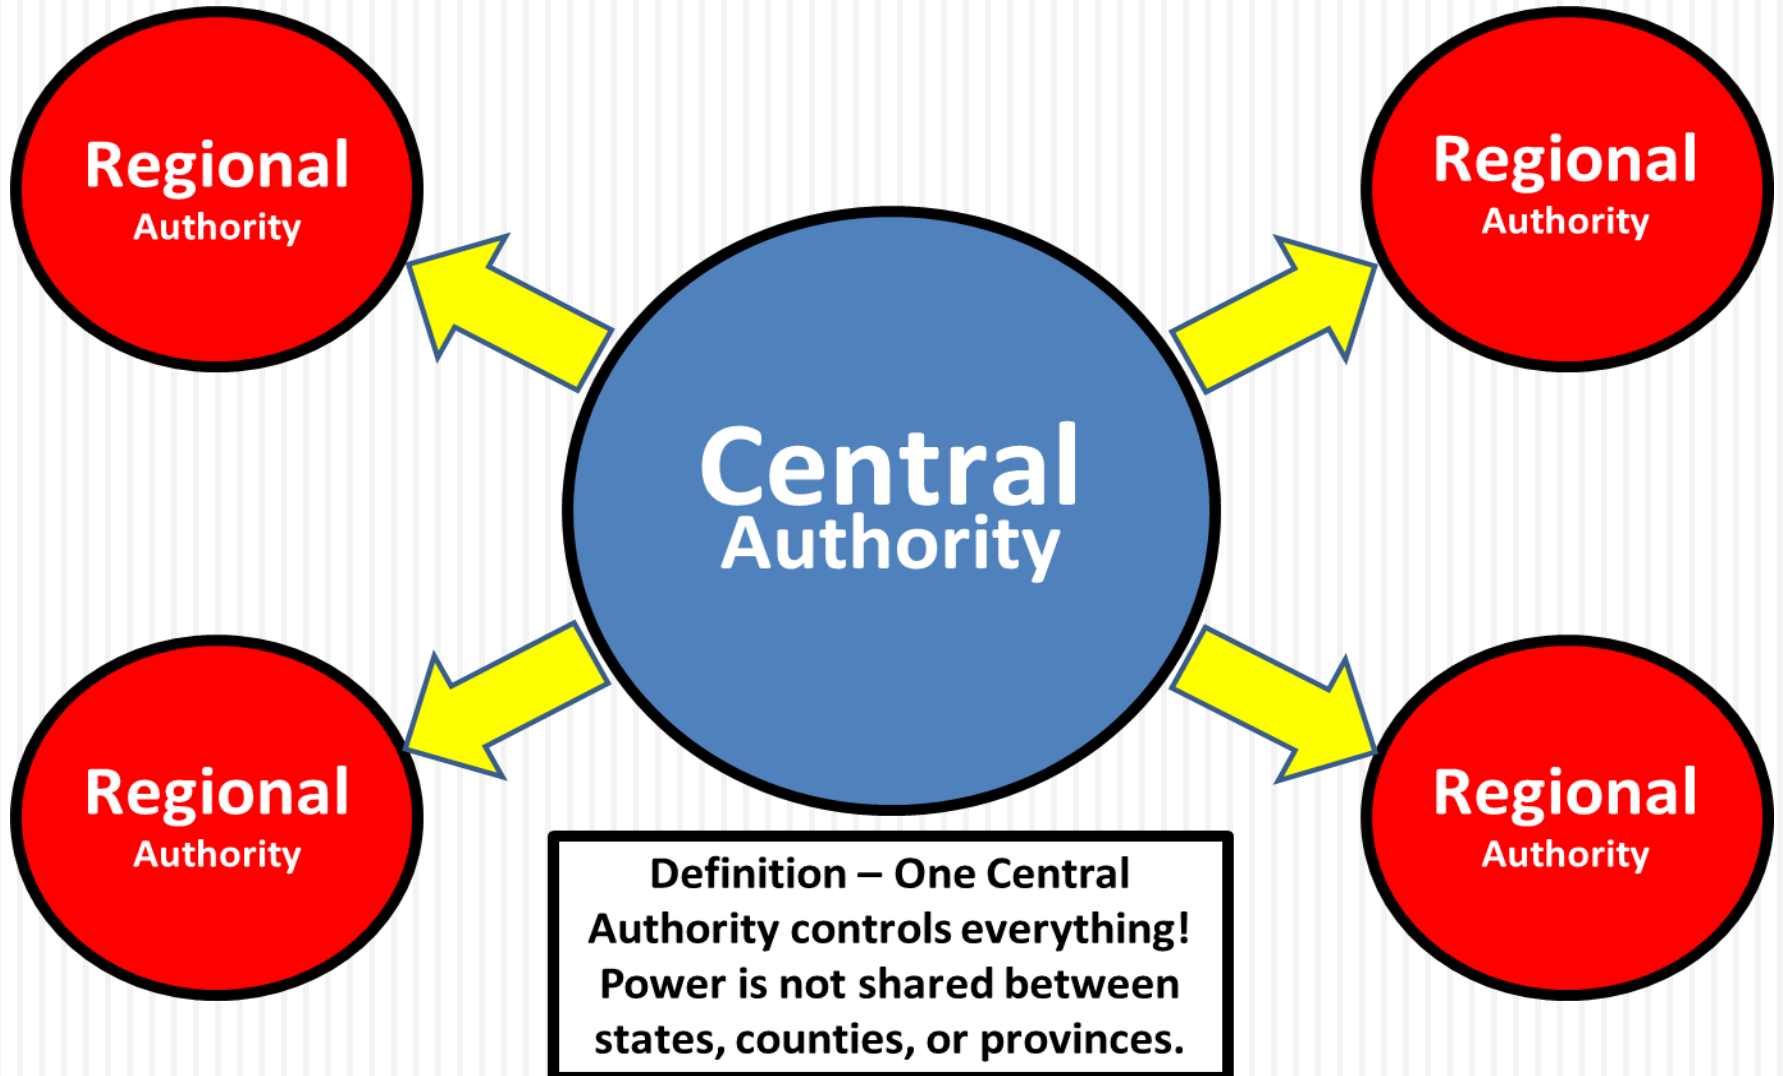 Regional
Authority
Regional
Authority
Central
Authority
Regional
Authority
Regional
Authority
Definition – One Central
Authority controls everything!
Power is not shared between
states, counties, or provinces.